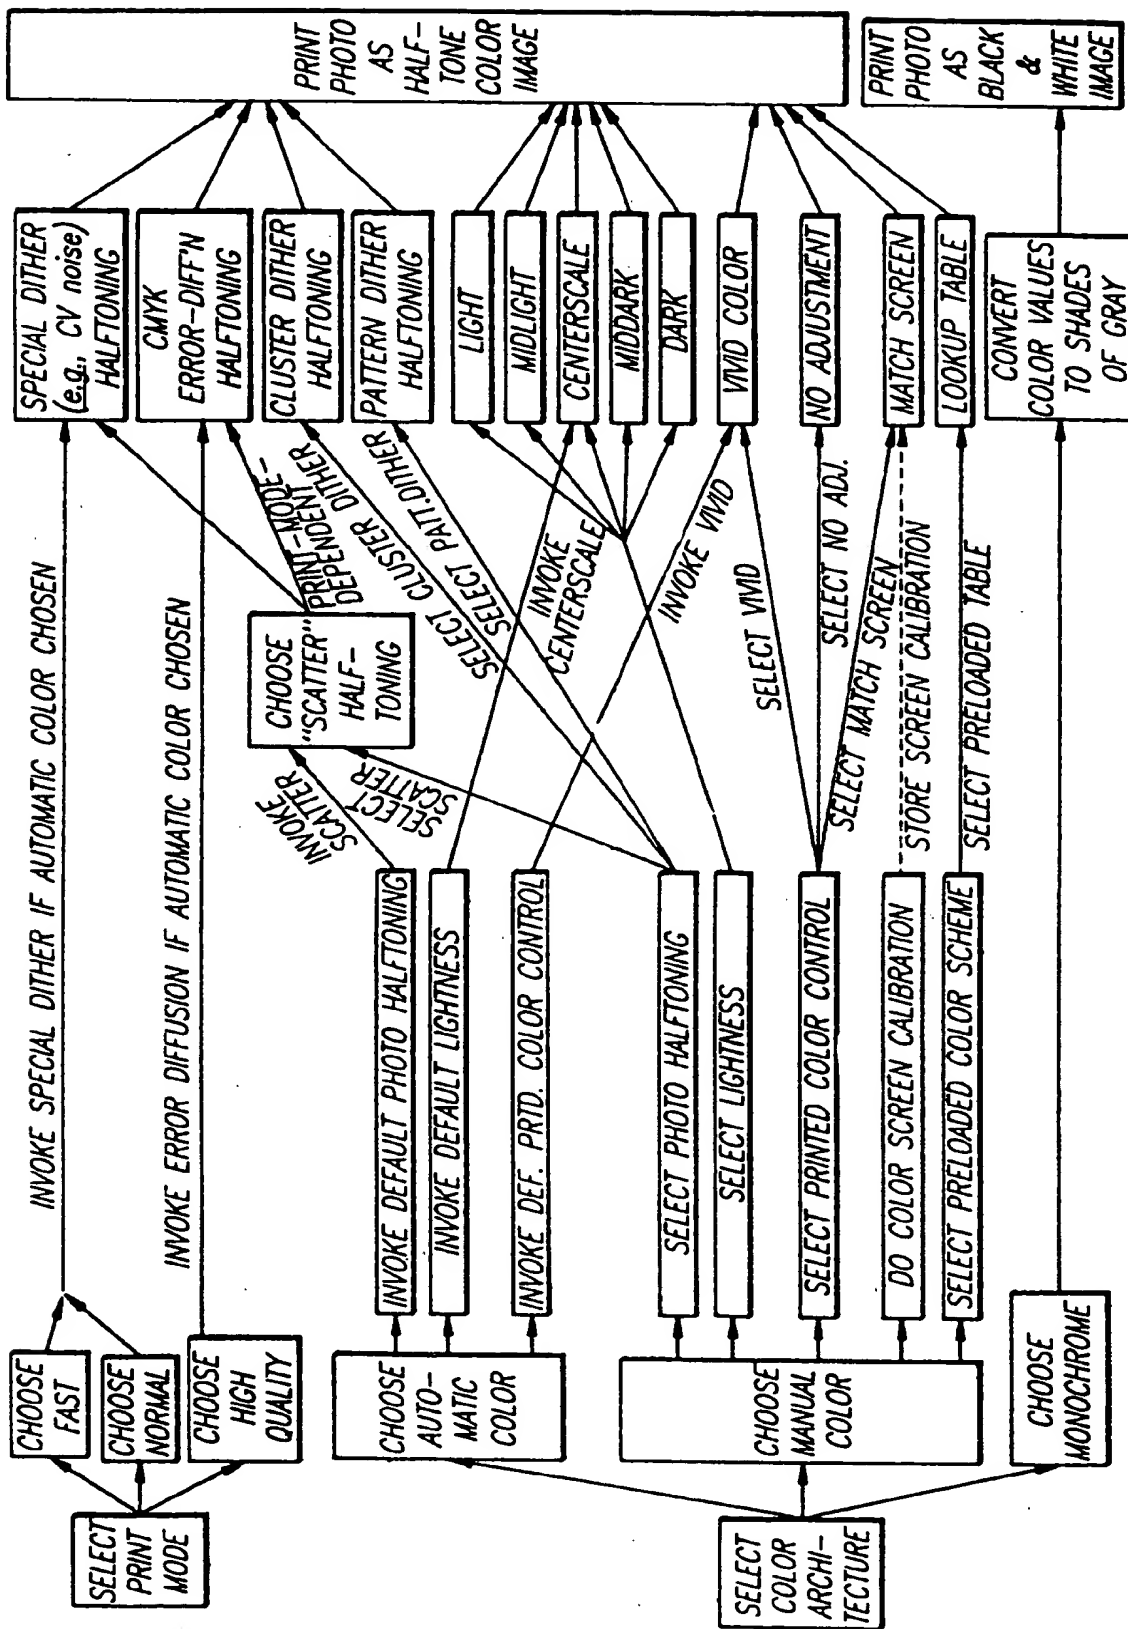 SELECT
PRINT
MODE
CHOOSE
FAST
CHOOSE
NORMAL
CHOOSE
HIGH
QUALITY
INVOKE SPECIAL DITHER IF AUTOMATIC COLOR CHOSEN
INVOKE ERROR DIFFUSION IF AUTOMATIC COLOR CHOSEN
SPECIAL DITHER
(e.g., CV noise)
HALFTONING
CMYK
ERROR-DIFF'N
HALFTONING
CLUSTER DITHER
HALFTONING
PATTERN DITHER
HALFTONING
PRINT
PHOTO
AS
HALF-
TONE
COLOR
IMAGE
SELECT
COLOR
ARCHI-
TECTURE
CHOOSE
AUTO-
MATIC
COLOR
INVOKE DEFAULT PHOTO HALFTONING
INVOKE DEFAULT LIGHTNESS
INVOKE DEF. PRTD. COLOR CONTROL
INVOKE
SCATTER
SELECT
SCATTER
CHOOSE
"SCATTER"
HALF-
TONING
PRINT-MODE-
DEPENDENT
SELECT CLUSTER DITHER
SELECT PATT.DITHER
INVOKE
CENTERSCALE
INVOKE VIVID
LIGHT
MIDLIGHT
CENTERSCALE
MIDDARK
DARK
VIVID COLOR
NO ADJUSTMENT
MATCH SCREEN
LOOKUP TABLE
CHOOSE
MANUAL
COLOR
SELECT PHOTO HALFTONING
SELECT LIGHTNESS
SELECT PRINTED COLOR CONTROL
DO COLOR SCREEN CALIBRATION
SELECT PRELOADED COLOR SCHEME
SELECT VIVID
SELECT NO ADJ.
SELECT MATCH SCREEN
STORE SCREEN CALIBRATION
SELECT PRELOADED TABLE
CHOOSE
MONOCHROME
CONVERT
COLOR VALUES
TO SHADES
OF GRAY
PRINT
PHOTO
AS
BLACK
&
WHITE
IMAGE